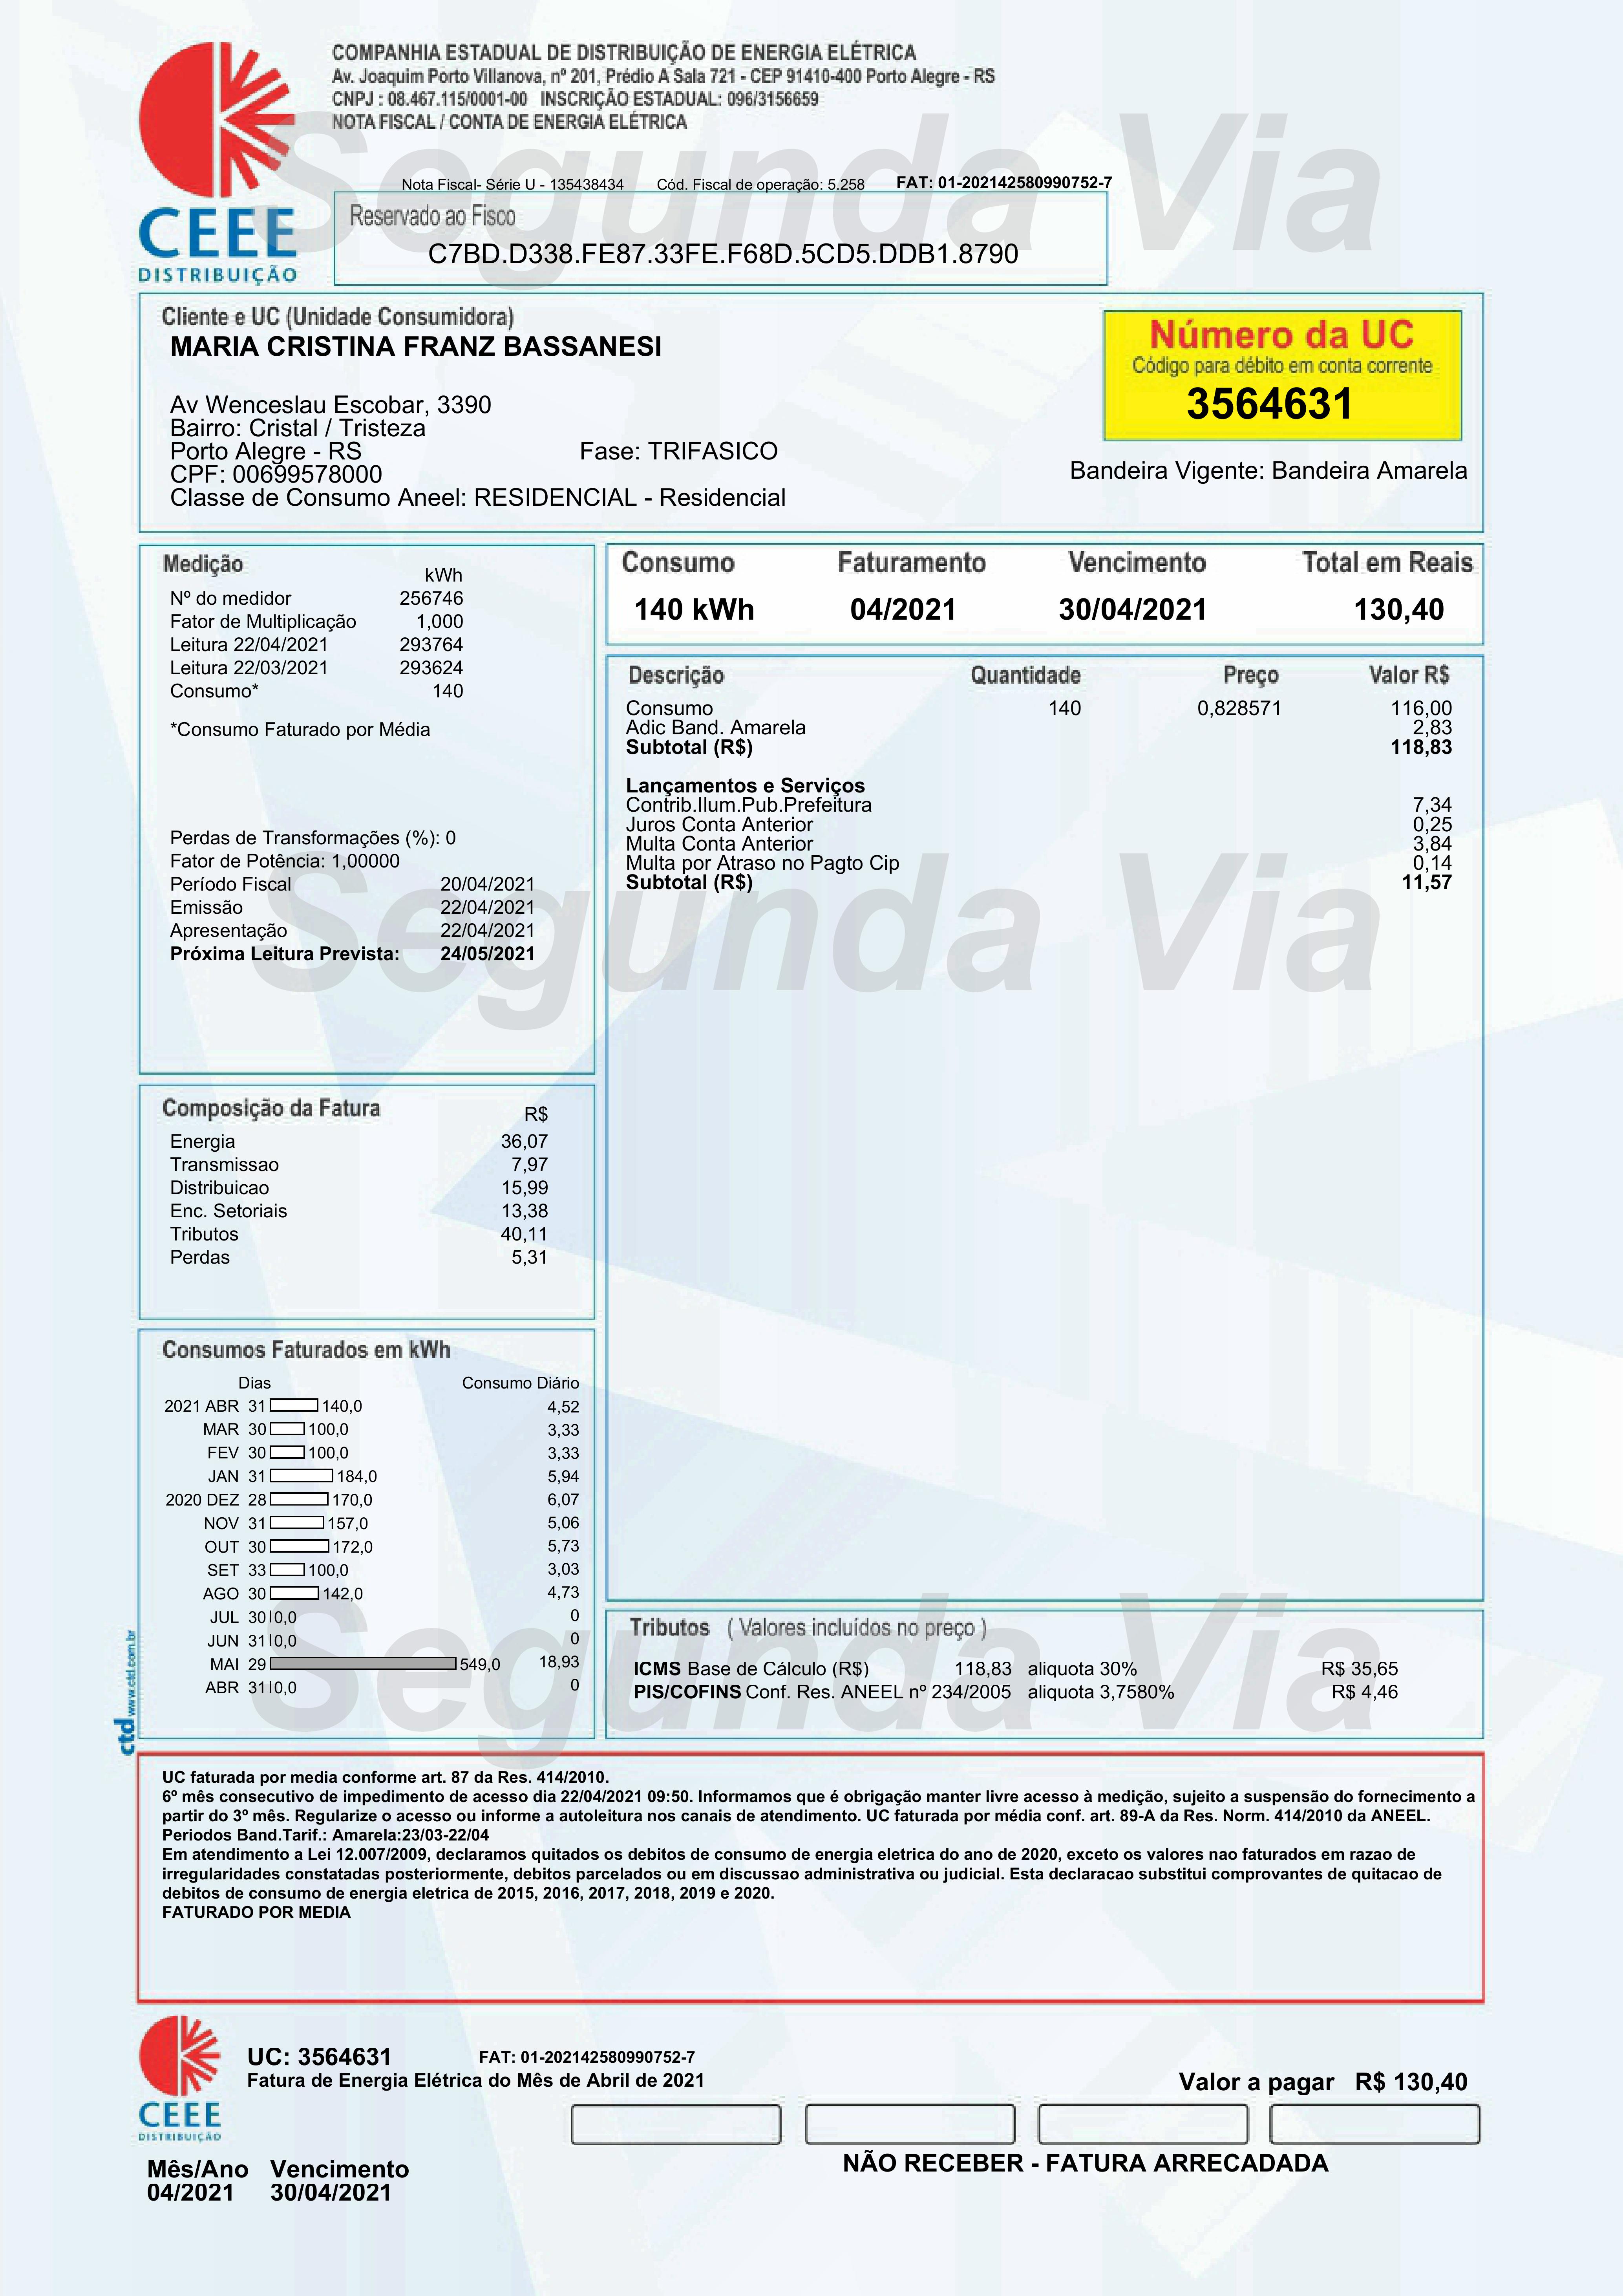 COMPANHIA ESTADUAL DE DISTRIBUIÇÃO DE ENERGIA ELÉTRICA
Av. Joaquim Porto Villanova, nº 201, Prédio A Sala 721 - CEP 91410-400 Porto Alegre - RS
CNPJ : 08.467.115/0001-00 INSCRIÇÃO ESTADUAL: 096/3156659
NOTA FISCAL / CONTA DE ENERGIA ELÉTRICA
Segunda Via
Nota Fiscal- Série U - 135438434 Cód. Fiscal de operação: 5.258 FAT: 01-202142580990752-7
CEEE
DISTRIBUIÇÃO
Reservado ao Fisco
C7BD.D338.FE87.33FE.F68D.5CD5.DDB1.8790
Cliente e UC (Unidade Consumidora)
MARIA CRISTINA FRANZ BASSANESI
Av Wenceslau Escobar, 3390
Bairro: Cristal / Tristeza
Porto Alegre - RS Fase: TRIFASICO
CPF: 00699578000
Classe de Consumo Aneel: RESIDENCIAL - Residencial
Número da UC
Código para débito em conta corrente
3564631
Bandeira Vigente: Bandeira Amarela
Medição
kWh
Nº do medidor 256746
Fator de Multiplicação 1,000
Leitura 22/04/2021 293764
Leitura 22/03/2021 293624
Consumo* 140
*Consumo Faturado por Média
Perdas de Transformações (%): 0
Fator de Potência: 1,00000
Período Fiscal 20/04/2021
Emissão 22/04/2021
Apresentação 22/04/2021
Próxima Leitura Prevista: 24/05/2021
Consumo Faturamento Vencimento Total em Reais
140 kWh 04/2021 30/04/2021 130,40
Descrição Quantidade Preço Valor R$
Consumo 140 0,828571 116,00
Adic Band. Amarela 2,83
Subtotal (R$) 118,83
Lançamentos e Serviços
Contrib.Ilum.Pub.Prefeitura 7,34
Juros Conta Anterior 0,25
Multa Conta Anterior 3,84
Multa por Atraso no Pagto Cip 0,14
Subtotal (R$) 11,57
Segunda Via
Composição da Fatura R$
Energia 36,07
Transmissao 7,97
Distribuicao 15,99
Enc. Setoriais 13,38
Tributos 40,11
Perdas 5,31
Consumos Faturados em kWh
Dias Consumo Diário
2021 ABR 31 140,0 4,52
MAR 30 100,0 3,33
FEV 30 100,0 3,33
JAN 31 184,0 5,94
2020 DEZ 28 170,0 6,07
NOV 31 157,0 5,06
OUT 30 172,0 5,73
SET 33 100,0 3,03
AGO 30 142,0 4,73
JUL 30 0,0 0
JUN 31 0,0 0
MAI 29 549,0 18,93
ABR 31 0,0 0
Segunda Via
Tributos ( Valores incluídos no preço )
ICMS Base de Cálculo (R$) 118,83 aliquota 30% R$ 35,65
PIS/COFINS Conf. Res. ANEEL nº 234/2005 aliquota 3,7580% R$ 4,46
ctd www.ctd.com.br
UC faturada por media conforme art. 87 da Res. 414/2010.
6º mês consecutivo de impedimento de acesso dia 22/04/2021 09:50. Informamos que é obrigação manter livre acesso à medição, sujeito a suspensão do fornecimento a
partir do 3º mês. Regularize o acesso ou informe a autoleitura nos canais de atendimento. UC faturada por média conf. art. 89-A da Res. Norm. 414/2010 da ANEEL.
Periodos Band.Tarif.: Amarela:23/03-22/04
Em atendimento a Lei 12.007/2009, declaramos quitados os debitos de consumo de energia eletrica do ano de 2020, exceto os valores nao faturados em razao de
irregularidades constatadas posteriormente, debitos parcelados ou em discussao administrativa ou judicial. Esta declaracao substitui comprovantes de quitacao de
debitos de consumo de energia eletrica de 2015, 2016, 2017, 2018, 2019 e 2020.
FATURADO POR MEDIA
CEEE
DISTRIBUIÇÃO
UC: 3564631 FAT: 01-202142580990752-7
Fatura de Energia Elétrica do Mês de Abril de 2021
Valor a pagar R$ 130,40
NÃO RECEBER - FATURA ARRECADADA
Mês/Ano Vencimento
04/2021 30/04/2021